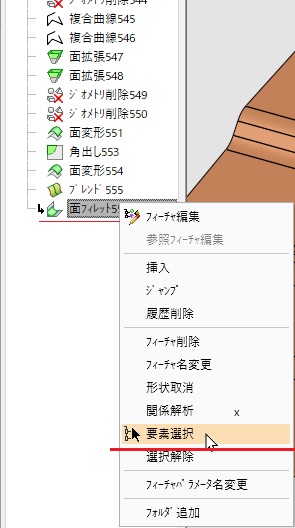 ｼﾞｵﾒﾄﾘ削除544
複合曲線545
複合曲線546
面拡張547
面拡張548
ｼﾞｵﾒﾄﾘ削除549
ｼﾞｵﾒﾄﾘ削除550
面変形551
角出し553
面変形554
ﾌﾞﾚﾝﾄﾞ555
面ﾌｨﾚｯﾄ5
ﾌｨｰﾁｬ編集
参照ﾌｨｰﾁｬ編集
挿入
ｼﾞｬﾝﾌﾟ
履歴削除
ﾌｨｰﾁｬ削除
ﾌｨｰﾁｬ名変更
形状取消
関係解析 x
要素選択
選択解除
ﾌｨｰﾁｬﾊﾟﾗﾒｰﾀ名変更
ﾌｫﾙﾀﾞ追加